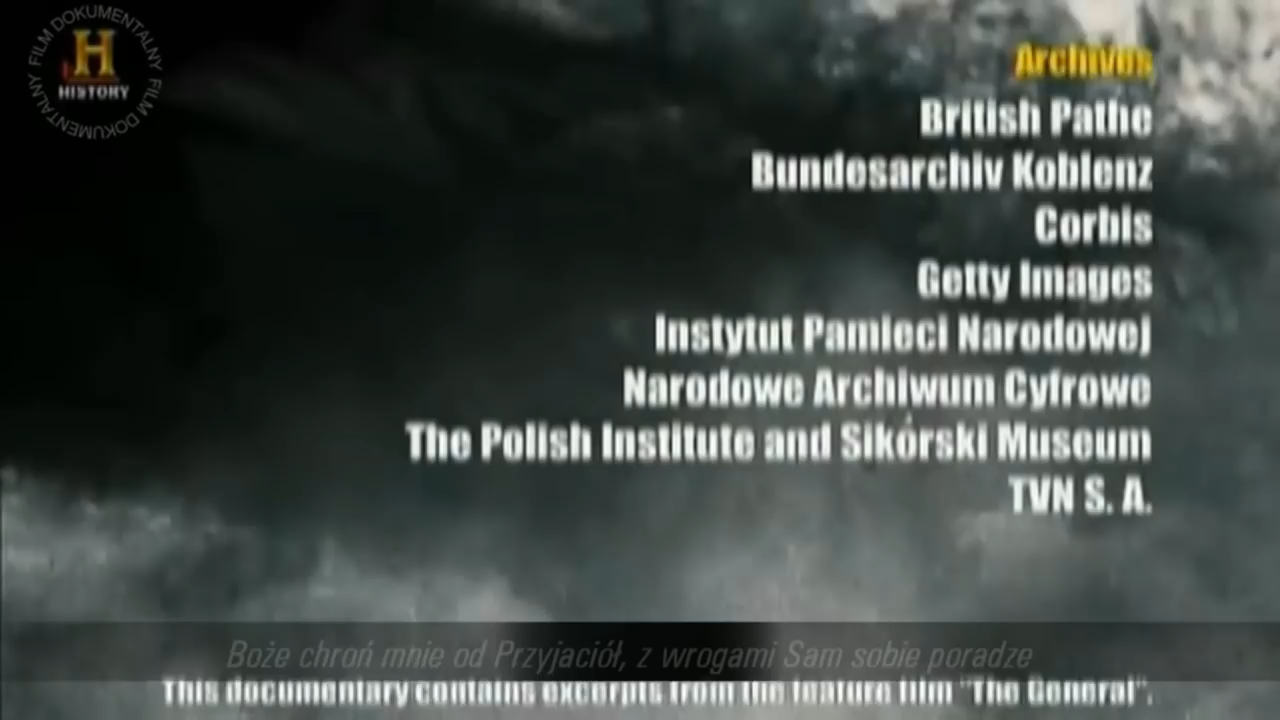 FILM DOKUMENTALNY FILM DOKUMENTALNY
H
HISTORY
Archives
British Pathe
Bundesarchiv Koblenz
Corbis
Getty Images
Instytut Pamieci Narodowej
Narodowe Archiwum Cyfrowe
The Polish Institute and Sikórski Museum
TVN S. A.
Boże chroń mnie od Przyjaciół, z wrogami Sam sobie poradze
This documentary contains excerpts from the feature film "The General".